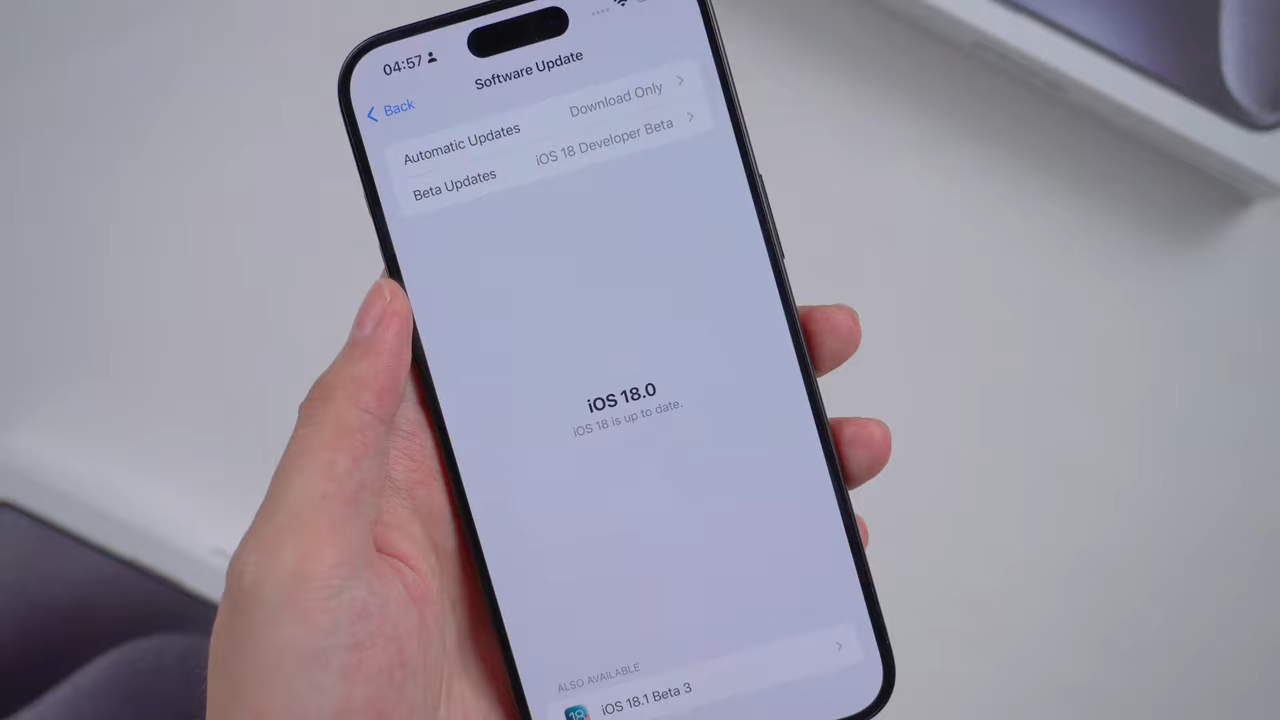 04:57
Software Update
Back
Automatic Updates Download Only
Beta Updates iOS 18 Developer Beta
iOS 18.0
iOS 18 is up to date.
ALSO AVAILABLE
18 iOS 18.1 Beta 3